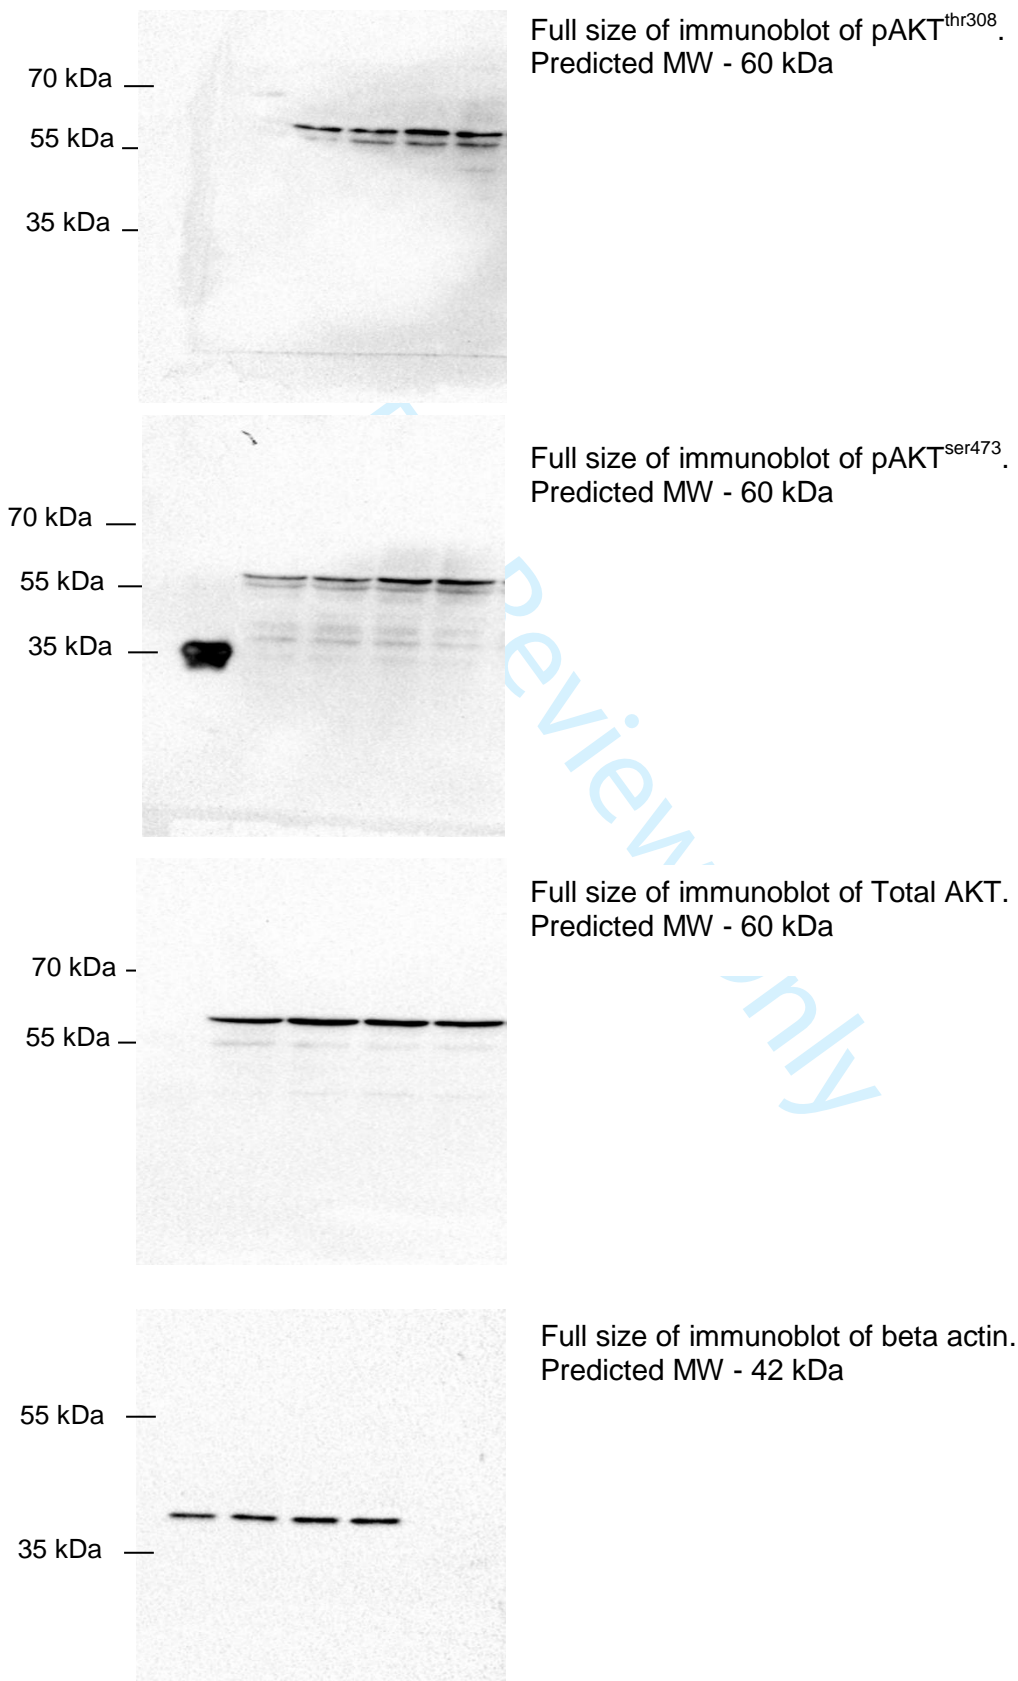 Full size of immunoblot of pAKTthr308.
Predicted MW - 60 kDa
70 kDa
55 kDa
35 kDa
Full size of immunoblot of pAKTser473.
Predicted MW - 60 kDa
70 kDa
55 kDa
35 kDa
Review Only
Full size of immunoblot of Total AKT.
Predicted MW - 60 kDa
70 kDa
55 kDa
Full size of immunoblot of beta actin.
Predicted MW - 42 kDa
55 kDa
35 kDa